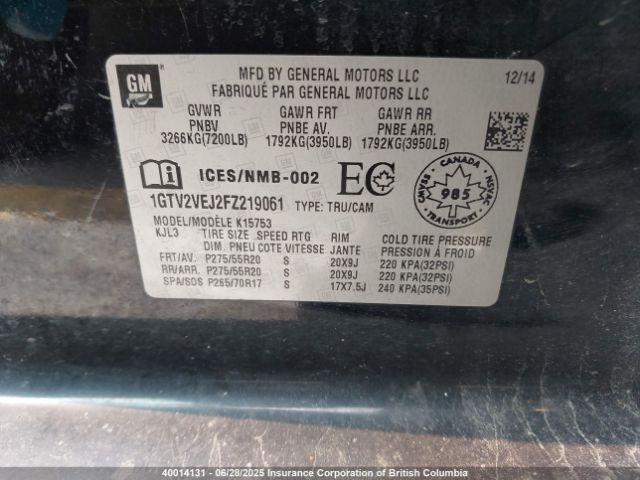 GM
MFD BY GENERAL MOTORS LLC 12/14
FABRIQUÉ PAR GENERAL MOTORS LLC
GVWR GAWR FRT GAWR RR
PNBV PNBE AV. PNBE ARR.
3266KG(7200LB) 1792KG(3950LB) 1792KG(3950LB)
ICES/NMB-002 EC
CANADA
985
TRANSPORT
1GTV2VEJ2FZ219061 TYPE: TRU/CAM
MODEL/MODÈLE K15753
KJL3 TIRE SIZE SPEED RTG RIM COLD TIRE PRESSURE
DIM. PNEU COTE VITESSE JANTE PRESSION À FROID
FRT/AV. P275/55R20 S 20X9J 220 KPA(32PSI)
RR/ARR. P275/55R20 S 20X9J 220 KPA(32PSI)
SPA/SOS P265/70R17 S 17X7.5J 240 KPA(35PSI)
40014131 - 06/28/2025 Insurance Corporation of British Columbia